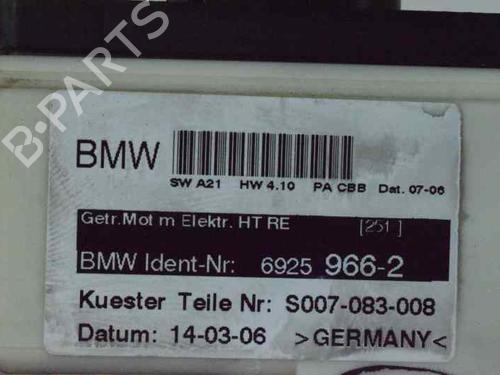 B-PARTS
BMW
SW A21 HW 4.10 PA CBB Dat. 07-06
Getr.Mot m Elektr. HT RE [251]
BMW Ident-Nr: 6925 966-2
Kuester Teile Nr: S007-083-008
Datum: 14-03-06 >GERMANY<